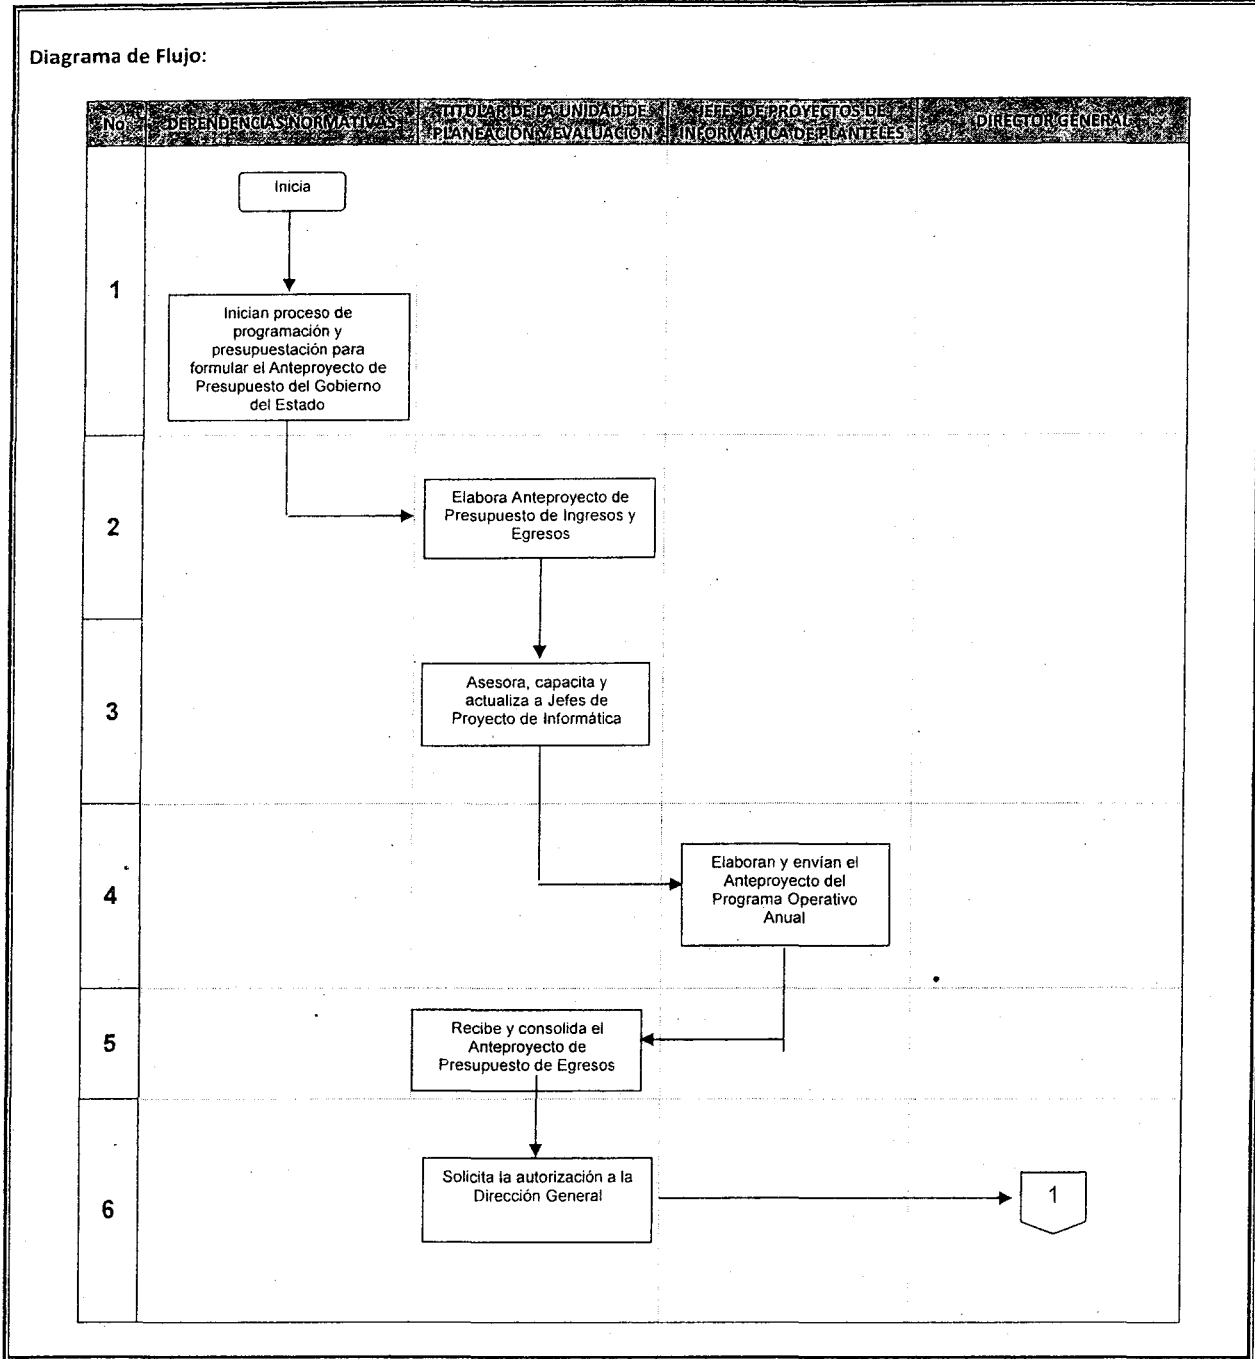 Diagrama de Flujo:
No
DEPENDENCIAS NORMATIVAS
TITULAR DE LA UNIDAD DE
PLANEACIÓN Y EVALUACIÓN
JEFES DE PROYECTOS DE
INFORMÁTICA DE PLANTELES
DIRECTOR GENERAL
1
Inicia
Inician proceso de
programación y
presupuestación para
formular el Anteproyecto de
Presupuesto del Gobierno
del Estado
2
Elabora Anteproyecto de
Presupuesto de Ingresos y
Egresos
3
Asesora, capacita y
actualiza a Jefes de
Proyecto de Informática
4
Elaboran y envían el
Anteproyecto del
Programa Operativo
Anual
5
Recibe y consolida el
Anteproyecto de
Presupuesto de Egresos
6
Solicita la autorización a la
Dirección General
1